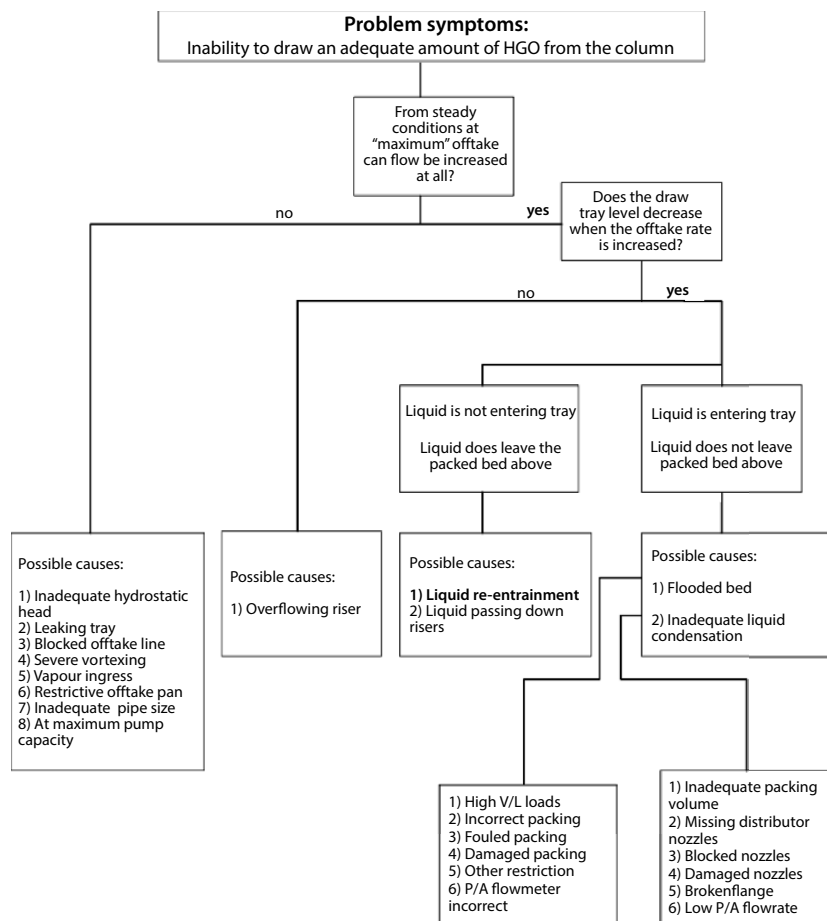 Problem symptoms:
Inability to draw an adequate amount of HGO from the column
From steady
conditions at
“maximum” offtake
can flow be increased
at all?
no
yes
Does the draw
tray level decrease
when the offtake rate
is increased?
no
yes
Liquid is not entering tray
Liquid does leave the
packed bed above
Liquid is entering tray
Liquid does not leave
packed bed above
Possible causes:
1) Inadequate hydrostatic
head
2) Leaking tray
3) Blocked offtake line
4) Severe vortexing
5) Vapour ingress
6) Restrictive offtake pan
7) Inadequate pipe size
8) At maximum pump
capacity
Possible causes:
1) Overflowing riser
Possible causes:
1) Liquid re-entrainment
2) Liquid passing down
risers
Possible causes:
1) Flooded bed
2) Inadequate liquid
condensation
1) High V/L loads
2) Incorrect packing
3) Fouled packing
4) Damaged packing
5) Other restriction
6) P/A flowmeter
incorrect
1) Inadequate packing
volume
2) Missing distributor
nozzles
3) Blocked nozzles
4) Damaged nozzles
5) Brokenflange
6) Low P/A flowrate